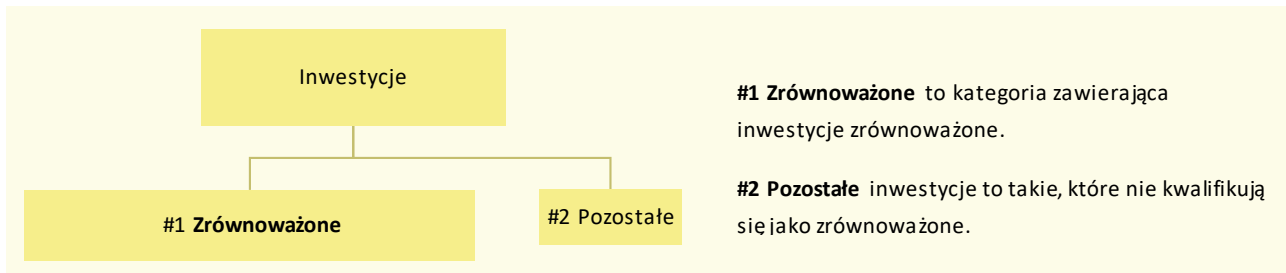 Inwestycje
#1 Zrównoważone
#2 Pozostałe
#1 Zrównoważone to kategoria zawierająca
inwestycje zrównoważone.
#2 Pozostałe inwestycje to takie, które nie kwalifikują
się jako zrównoważone.